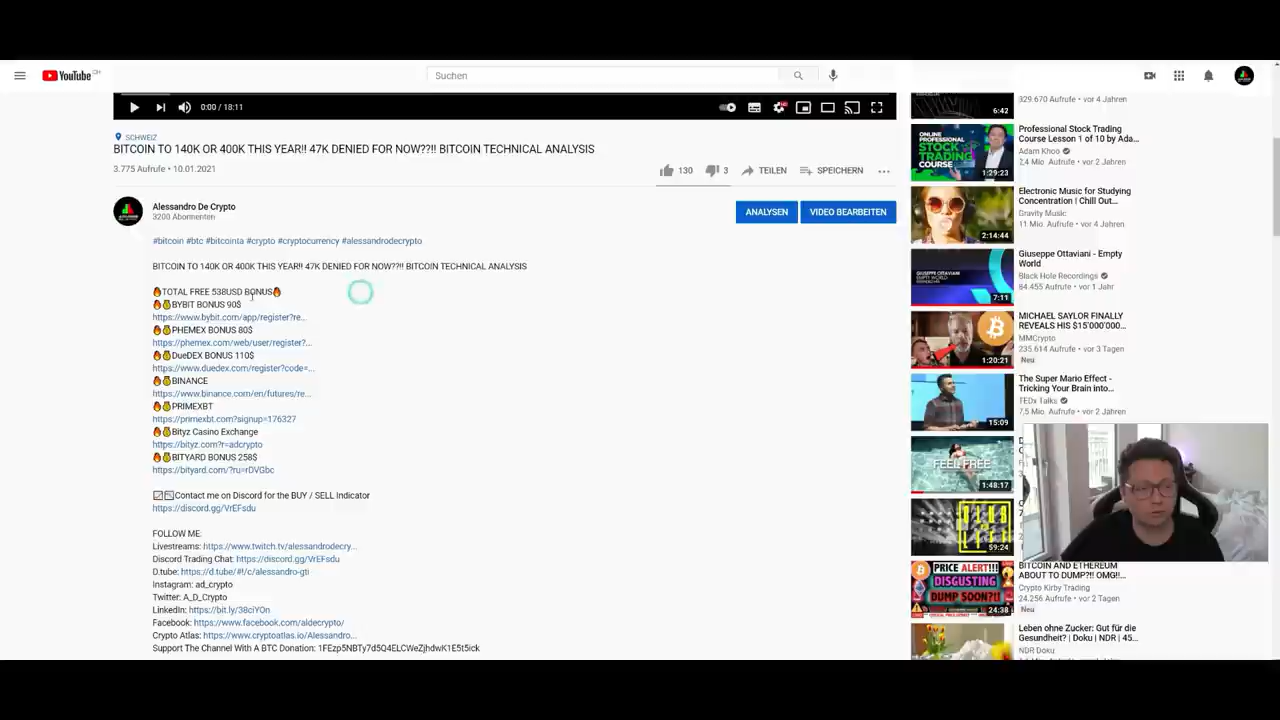 YouTube CH
Suchen
0:00 / 18:11
SCHWEIZ
BITCOIN TO 140K OR 400K THIS YEAR!! 47K DENIED FOR NOW??!! BITCOIN TECHNICAL ANALYSIS
3.775 Aufrufe • 10.01.2021
130
3
TEILEN
SPEICHERN
Alessandro De Crypto
3200 Abonnenten
ANALYSEN
VIDEO BEARBEITEN
#bitcoin #btc #bitcointa #crypto #cryptocurrency #alessandrodecrypto
BITCOIN TO 140K OR 400K THIS YEAR!! 47K DENIED FOR NOW??!! BITCOIN TECHNICAL ANALYSIS
🔥TOTAL FREE 538USD BONUS🔥
🔥💰BYBIT BONUS 90$
https://www.bybit.com/app/register?re...
🔥💰PHEMEX BONUS 80$
https://phemex.com/web/user/register?...
🔥💰DueDEX BONUS 110$
https://www.duedex.com/register?code=...
🔥💰BINANCE
https://www.binance.com/en/futures/re...
🔥💰PRIMEXBT
https://primexbt.com?signup=176327
🔥💰Bityz Casino Exchange
https://bityz.com?r=adcrypto
🔥💰BITYARD BONUS 258$
https://bityard.com/?ru=rDVGbc
Contact me on Discord for the BUY / SELL Indicator
https://discord.gg/VrEFsdu
FOLLOW ME:
Livestreams: https://www.twitch.tv/alessandrodecry...
Discord Trading Chat: https://discord.gg/VrEFsdu
D.tube: https://d.tube/#!/c/alessandro-gti
Instagram: ad_crypto
Twitter: A_D_Crypto
LinkedIn: https://bit.ly/38ciYOn
Facebook: https://www.facebook.com/aldecrypto/
Crypto Atlas: https://www.cryptoatlas.io/Alessandro...
Support The Channel With A BTC Donation: 1FEzp5NBTy7d5Q4ELCWeZjhdwK1E5t5ick
6:42
329.670 Aufrufe • vor 4 Jahren
ONLINE PROFESSIONAL STOCK TRADING COURSE
1:29:23
Professional Stock Trading
Course Lesson 1 of 10 by Ada...
Adam Khoo
2,4 Mio. Aufrufe • vor 2 Jahren
2:14:44
Electronic Music for Studying
Concentration | Chill Out...
Gravity Music
11 Mio. Aufrufe • vor 4 Jahren
7:11
Giuseppe Ottaviani - Empty
World
Black Hole Recordings
84.455 Aufrufe • vor 1 Jahr
1:20:21
MICHAEL SAYLOR FINALLY
REVEALS HIS $15'000'000...
MMCrypto
235.614 Aufrufe • vor 3 Tagen
Neu
15:09
The Super Mario Effect -
Tricking Your Brain into...
TEDx Talks
7,5 Mio. Aufrufe • vor 2 Jahren
FEEL FREE
1:48:17
59:24
PRICE ALERT!!!
DISGUSTING
DUMP SOON?!!
24:38
BITCOIN AND ETHEREUM
ABOUT TO DUMP?!! OMG!!...
Crypto Kirby Trading
24.256 Aufrufe • vor 2 Tagen
Neu
Leben ohne Zucker: Gut für die
Gesundheit? | Doku | NDR | 45...
NDR Doku